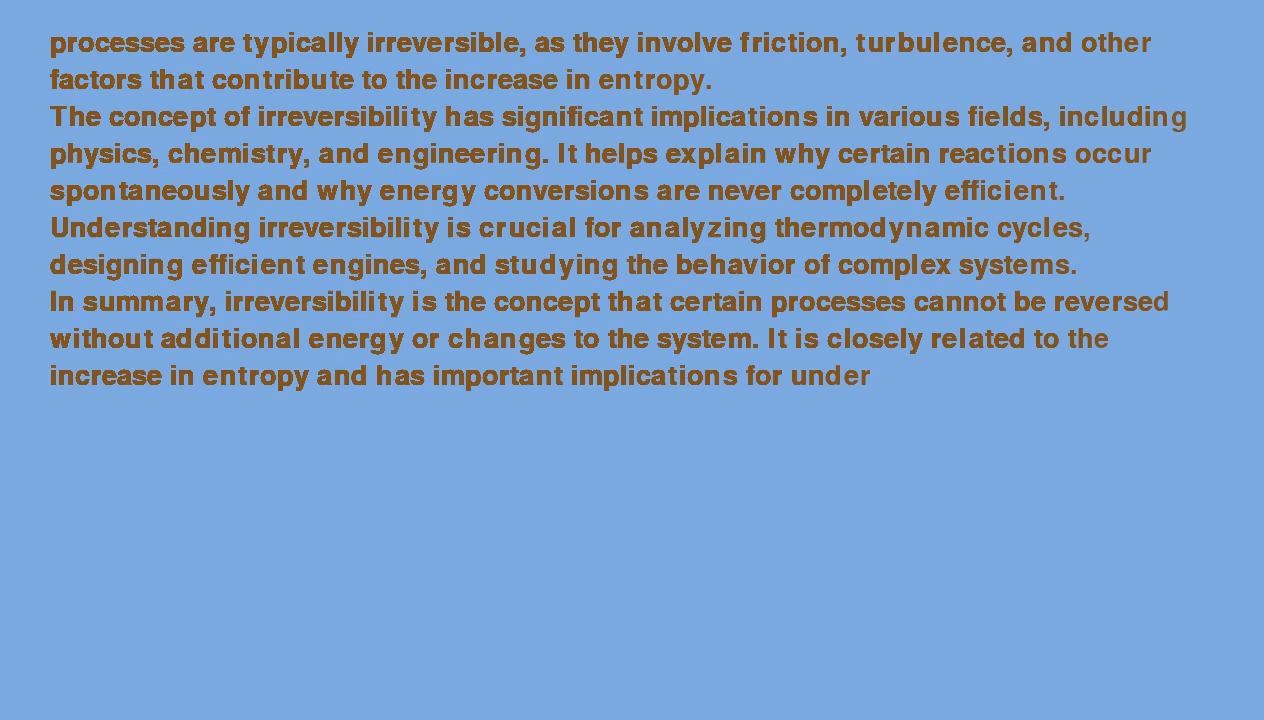 processes are typically irreversible, as they involve friction, turbulence, and other
factors that contribute to the increase in entropy.
The concept of irreversibility has significant implications in various fields, including
physics, chemistry, and engineering. It helps explain why certain reactions occur
spontaneously and why energy conversions are never completely efficient.
Understanding irreversibility is crucial for analyzing thermodynamic cycles,
designing efficient engines, and studying the behavior of complex systems.
In summary, irreversibility is the concept that certain processes cannot be reversed
without additional energy or changes to the system. It is closely related to the
increase in entropy and has important implications for under